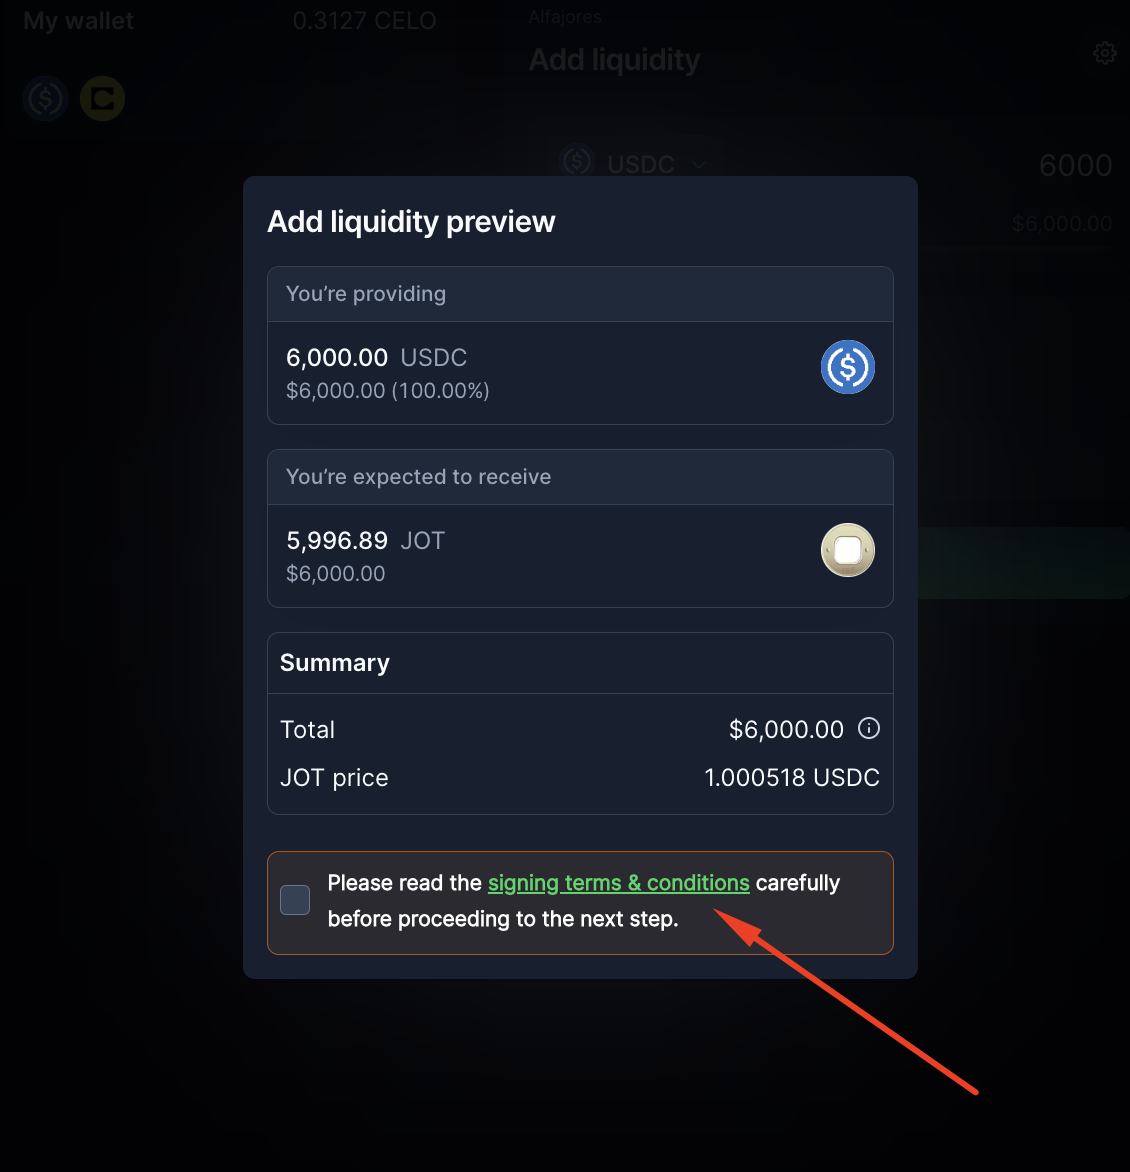 My wallet
0.3127 CELO
Alfajores
Add liquidity
USDC
6000
$6,000.00
Add liquidity preview
You’re providing
6,000.00 USDC
$6,000.00 (100.00%)
You’re expected to receive
5,996.89 JOT
$6,000.00
Summary
Total
$6,000.00
JOT price
1.000518 USDC
Please read the signing terms & conditions carefully
before proceeding to the next step.